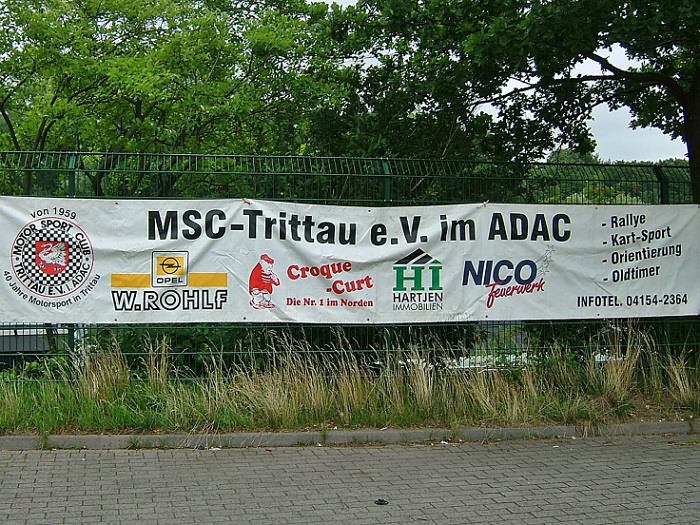 von 1959
MOTOR SPORT CLUB
TRITTAU e.V. i. ADAC
40 Jahre Motorsport in Trittau
MSC-Trittau e.V. im ADAC
OPEL
W.ROHLF
Croque
-Curt
Die Nr. 1 im Norden
HI
HARTJEN
IMMOBILIEN
NICO
feuerwerk
- Rallye
- Kart-Sport
- Orientierung
- Oldtimer
INFOTEL. 04154-2364